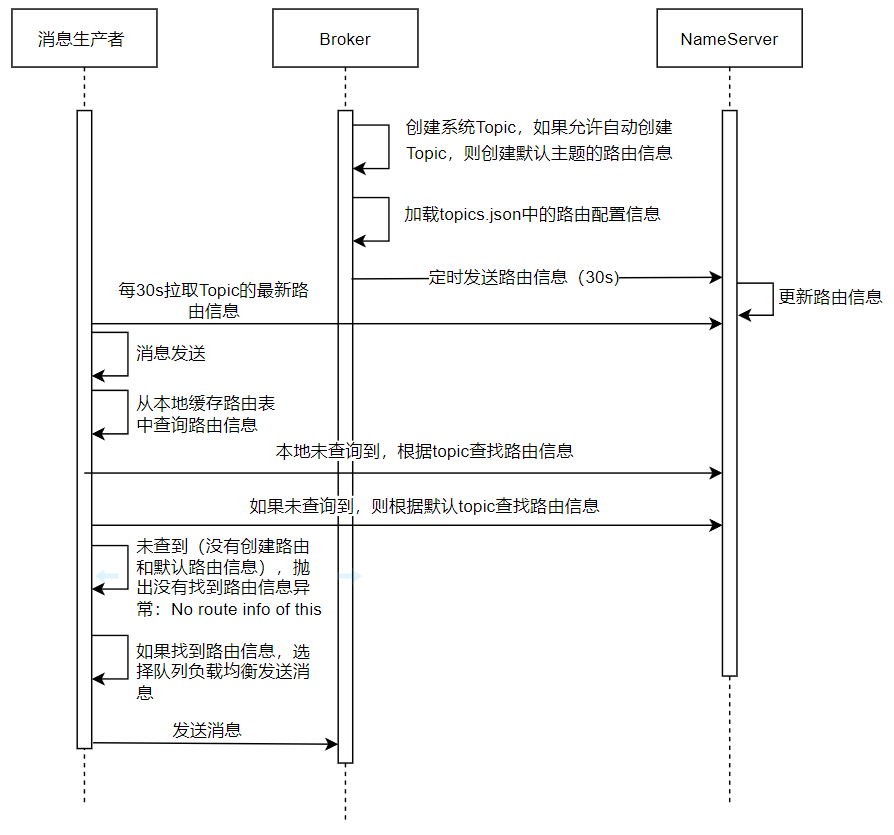 消息生产者
Broker
NameServer
创建系统Topic，如果允许自动创建
Topic，则创建默认主题的路由信息
加载topics.json中的路由配置信息
定时发送路由信息（30s)
更新路由信息
每30s拉取Topic的最新路
由信息
消息发送
从本地缓存路由表
中查询路由信息
本地未查询到，根据topic查找路由信息
如果未查询到，则根据默认topic查找路由信息
未查到（没有创建路由
和默认路由信息），抛
出没有找到路由信息异
常：No route info of this
如果找到路由信息，选
择队列负载均衡发送消
息
发送消息